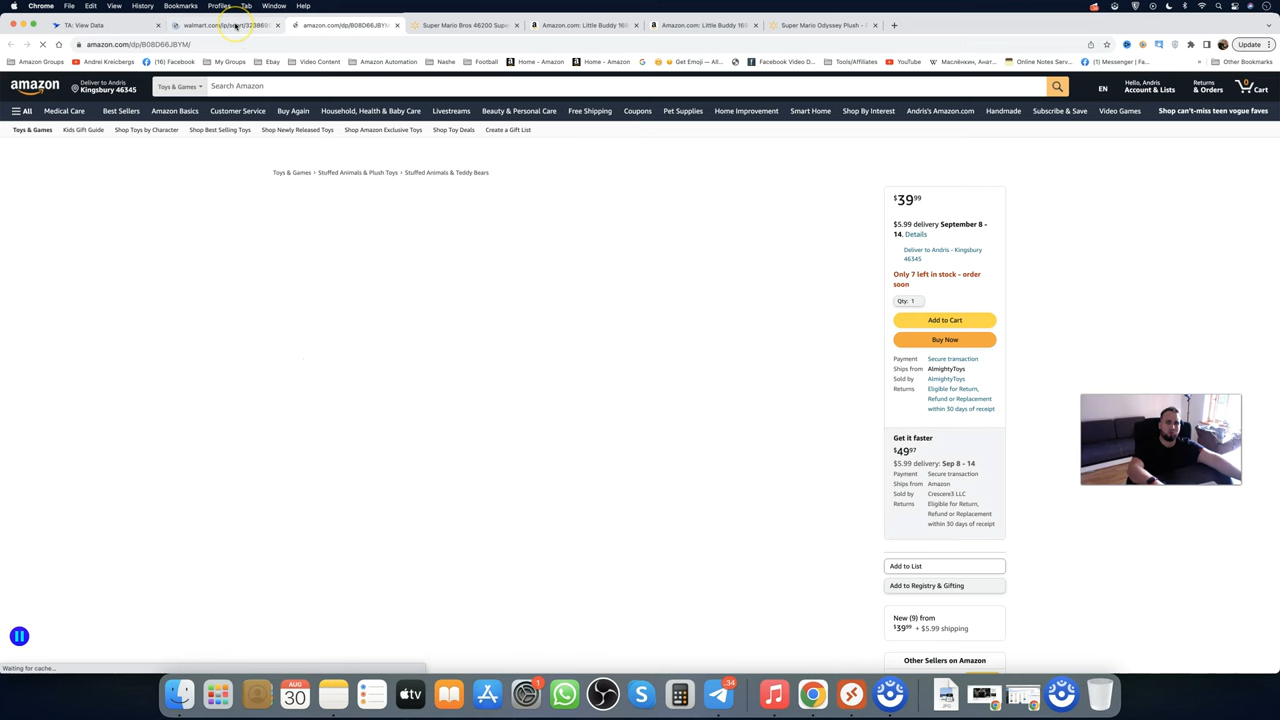 Chrome File Edit View History Bookmarks Profiles Tab Window Help
TA: View Data
walmart.com/ip/
amazon.com/dp/B08D66JBYM/
Super Mario Bros 46200 Supe
Amazon.com: Little Buddy 16
Amazon.com: Little Buddy 16
Super Mario Odyssey Plush -
amazon.com/dp/B08D66JBYM/
Update
Amazon Groups Andrei Kreicbergs (16) Facebook My Groups Ebay Video Content Amazon Automation Nashe Football Home - Amazon Home - Amazon Get Emoji — All... Facebook Video D... Tools/Affiliates YouTube Маслёнкин, Анат... Online Notes Serv... (1) Messenger | Fa... » Other Bookmarks
amazon
Deliver to Andris
Kingsbury 46345
Toys & Games
Search Amazon
EN
Hello, Andris
Account & Lists
Returns
& Orders
0
Cart
All Medical Care Best Sellers Amazon Basics Customer Service Buy Again Household, Health & Baby Care Livestreams Beauty & Personal Care Free Shipping Coupons Pet Supplies Home Improvement Smart Home Shop By Interest Andris's Amazon.com Handmade Subscribe & Save Video Games Shop can't-miss teen vogue faves
Toys & Games Kids Gift Guide Shop Toys by Character Shop Best Selling Toys Shop Newly Released Toys Shop Amazon Exclusive Toys Shop Toy Deals Create a Gift List
Toys & Games › Stuffed Animals & Plush Toys › Stuffed Animals & Teddy Bears
$39.99
$5.99 delivery September 8 -
14. Details
Deliver to Andris - Kingsbury
46345
Only 7 left in stock - order
soon
Qty: 1
Add to Cart
Buy Now
Payment Secure transaction
Ships from AlmightyToys
Sold by AlmightyToys
Returns Eligible for Return,
Refund or Replacement
within 30 days of receipt
Get it faster
$49.97
$5.99 delivery: Sep 8 - 14
Payment Secure transaction
Ships from Amazon
Sold by Crescere3 LLC
Returns Eligible for Return,
Refund or Replacement
within 30 days of receipt
Add to List
Add to Registry & Gifting
New (9) from
$39.99 + $5.99 shipping
Other Sellers on Amazon
Waiting for cache...
AUG
30
tv
1
34
JPG